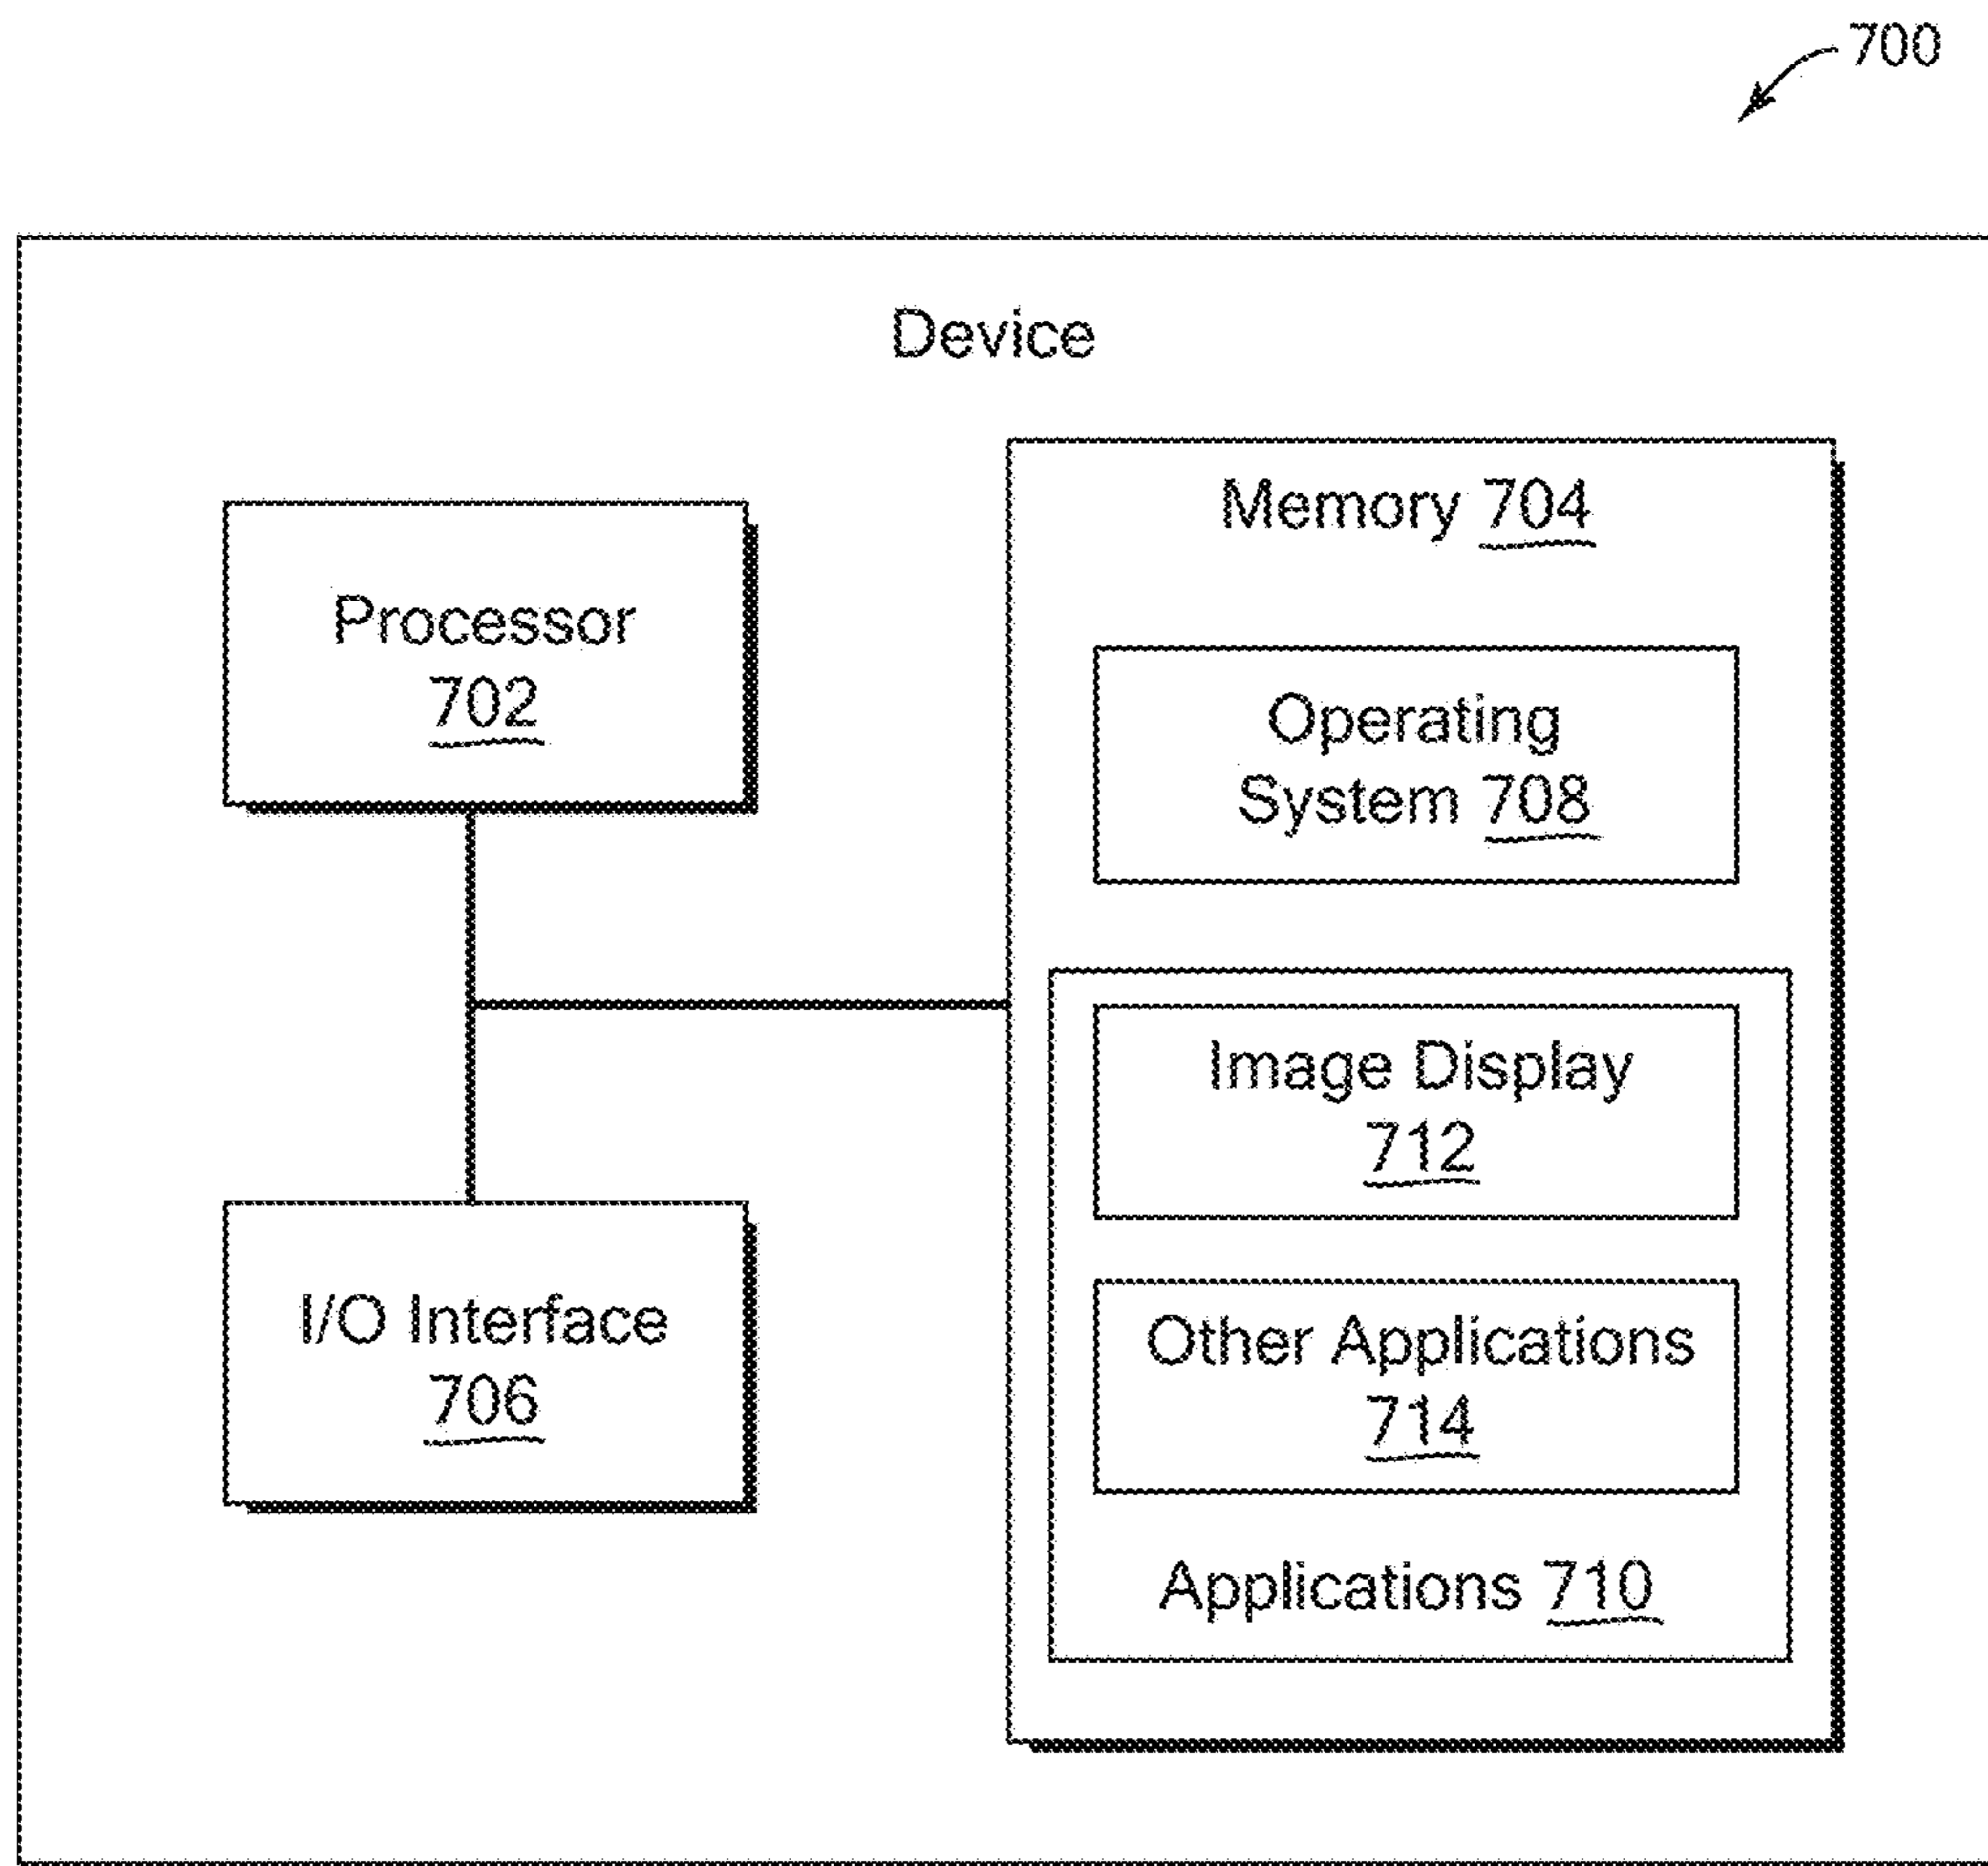 700
Device
Processor
702
I/O Interface
706
Memory 704
Operating
System 708
Image Display
712
Other Applications
714
Applications 710